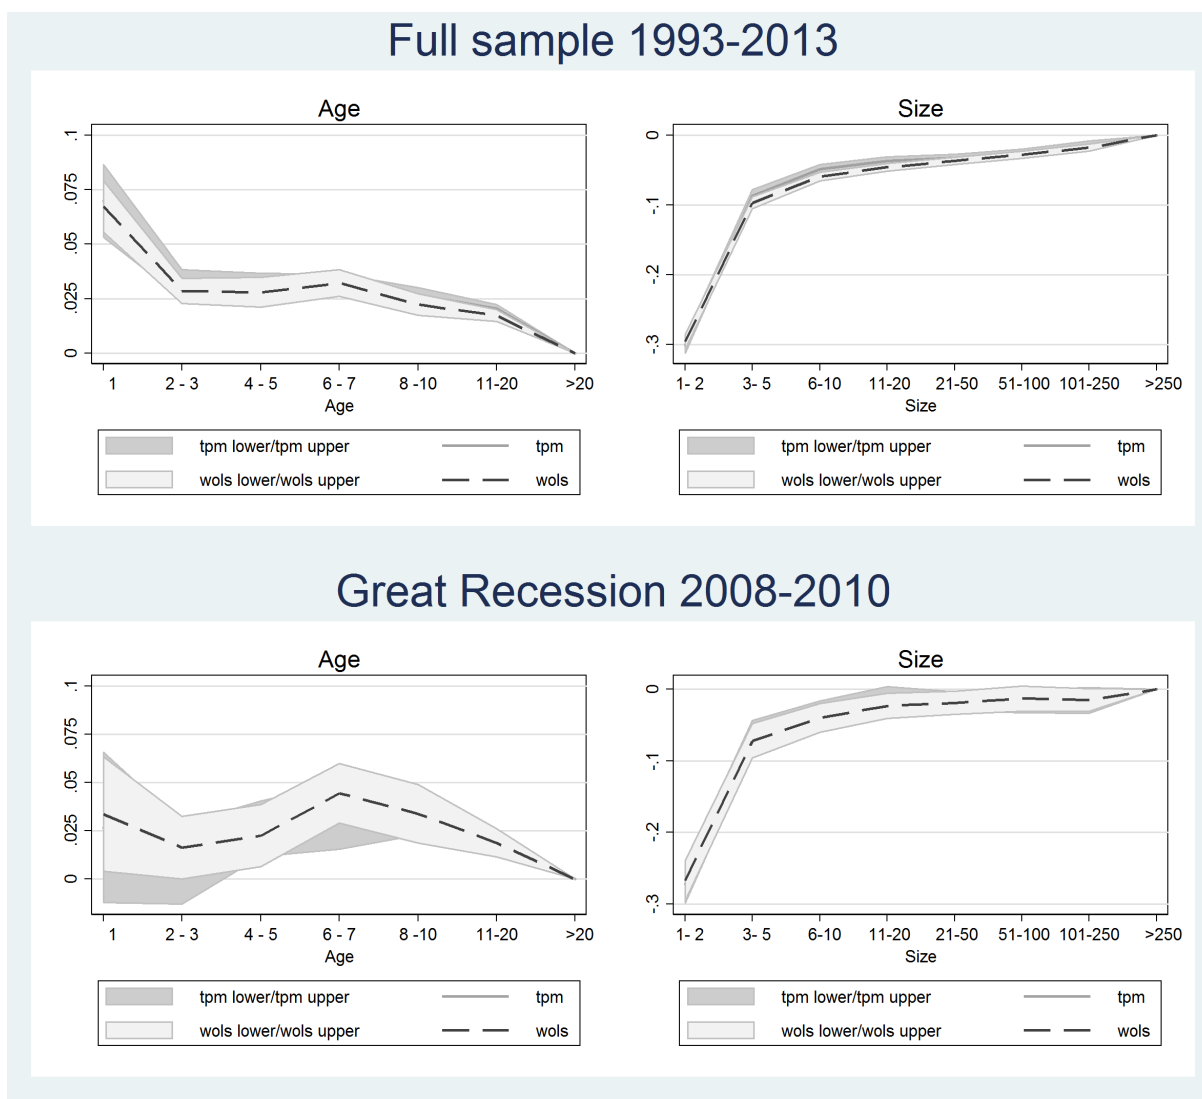 Full sample 1993-2013
Age
.1
.075
.05
.025
0
1 2 - 3 4 - 5 6 - 7 8 -10 11-20 >20
Age
tpm lower/tpm upper tpm
wols lower/wols upper wols
Size
0
-.1
-.2
-.3
1- 2 3- 5 6-10 11-20 21-50 51-100 101-250 >250
Size
tpm lower/tpm upper tpm
wols lower/wols upper wols
Great Recession 2008-2010
Age
.1
.075
.05
.025
0
1 2 - 3 4 - 5 6 - 7 8 -10 11-20 >20
Age
tpm lower/tpm upper tpm
wols lower/wols upper wols
Size
0
-.1
-.2
-.3
1- 2 3- 5 6-10 11-20 21-50 51-100 101-250 >250
Size
tpm lower/tpm upper tpm
wols lower/wols upper wols